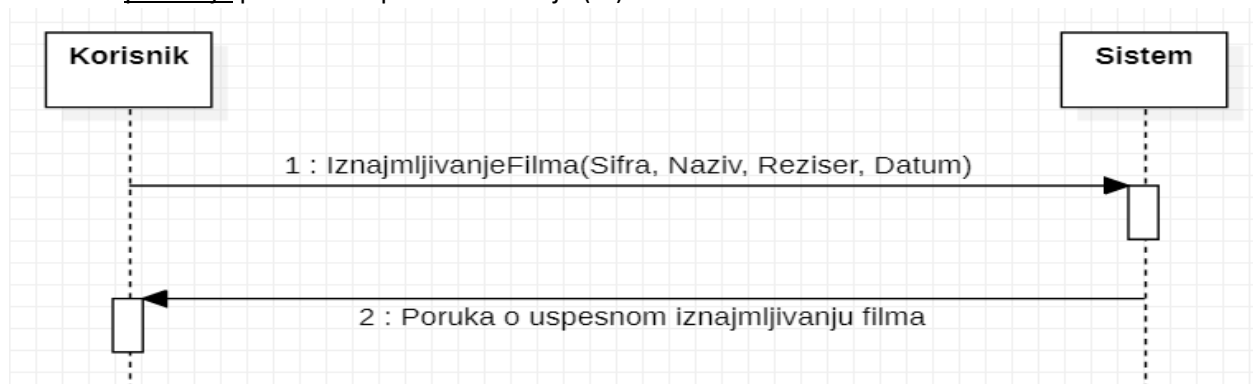 Korisnik
Sistem
1 : IznajmljivanjeFilma(Sifra, Naziv, Reziser, Datum)
2 : Poruka o uspesnom iznajmljivanju filma